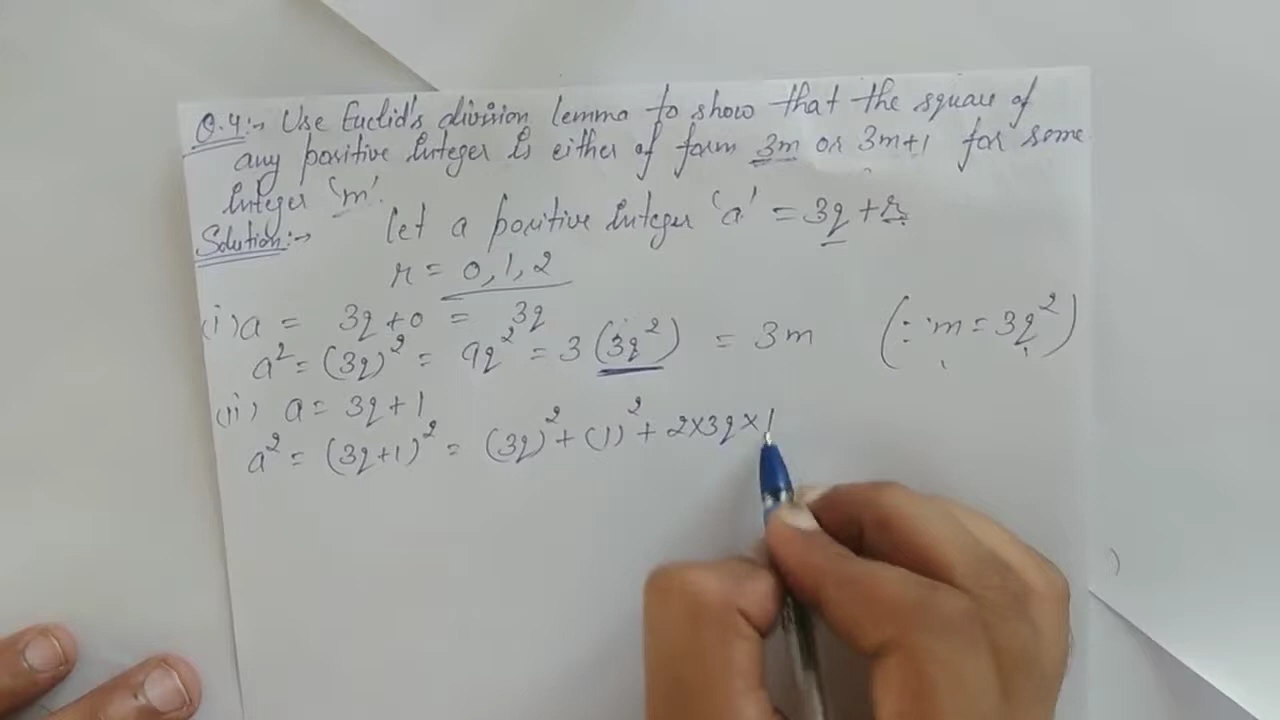 Q.4:- Use Euclid's division lemma to show that the square of
any positive integer is either of form 3m or 3m+1 for some
integer 'm'.
Solution:→ let a positive integer 'a' = 3q + r
r = 0, 1, 2
(i) a = 3q + 0 = 3q
a² = (3q)² = 9q² = 3(3q²) = 3m (∵ m = 3q²)
(ii) a = 3q + 1
a² = (3q+1)² = (3q)² + (1)² + 2×3q×1